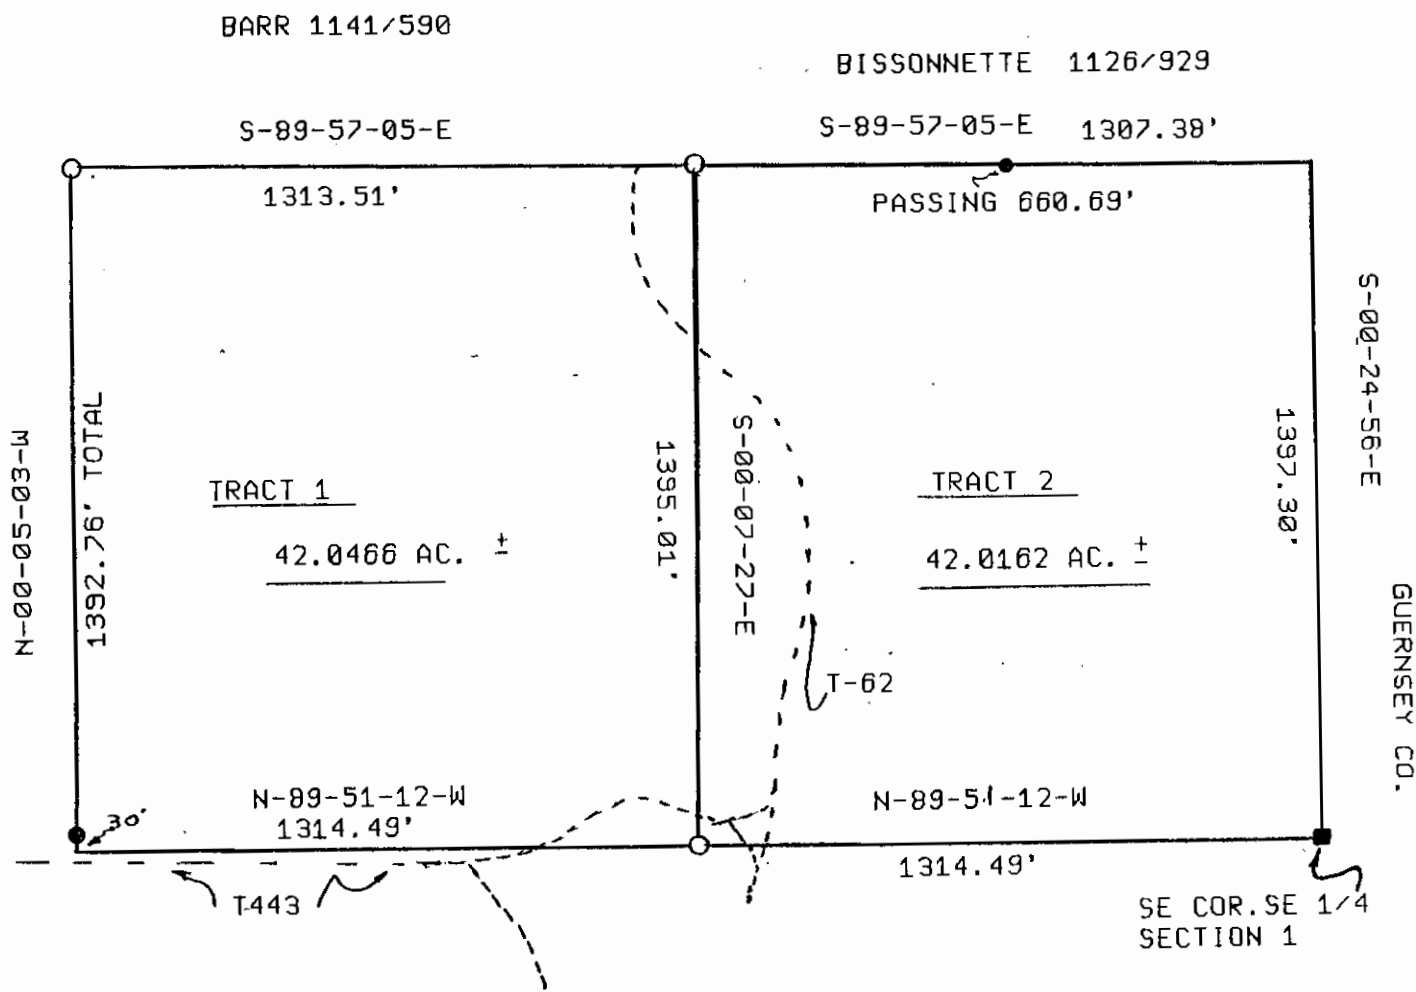 BARR 1141/590
BISSONNETTE 1126/929
S-89-57-05-E
S-89-57-05-E 1307.38'
1313.51'
PASSING 660.69'
N-00-05-03-W
1392.76' TOTAL
TRACT 1
42.0466 AC. ±
1395.01'
S-00-07-27-E
TRACT 2
42.0162 AC. ±
1397.30'
S-00-24-56-E
GUERNSEY CO.
T-62
30'
N-89-51-12-W
1314.49'
N-89-51-12-W
1314.49'
T443
SE COR.SE 1/4
SECTION 1